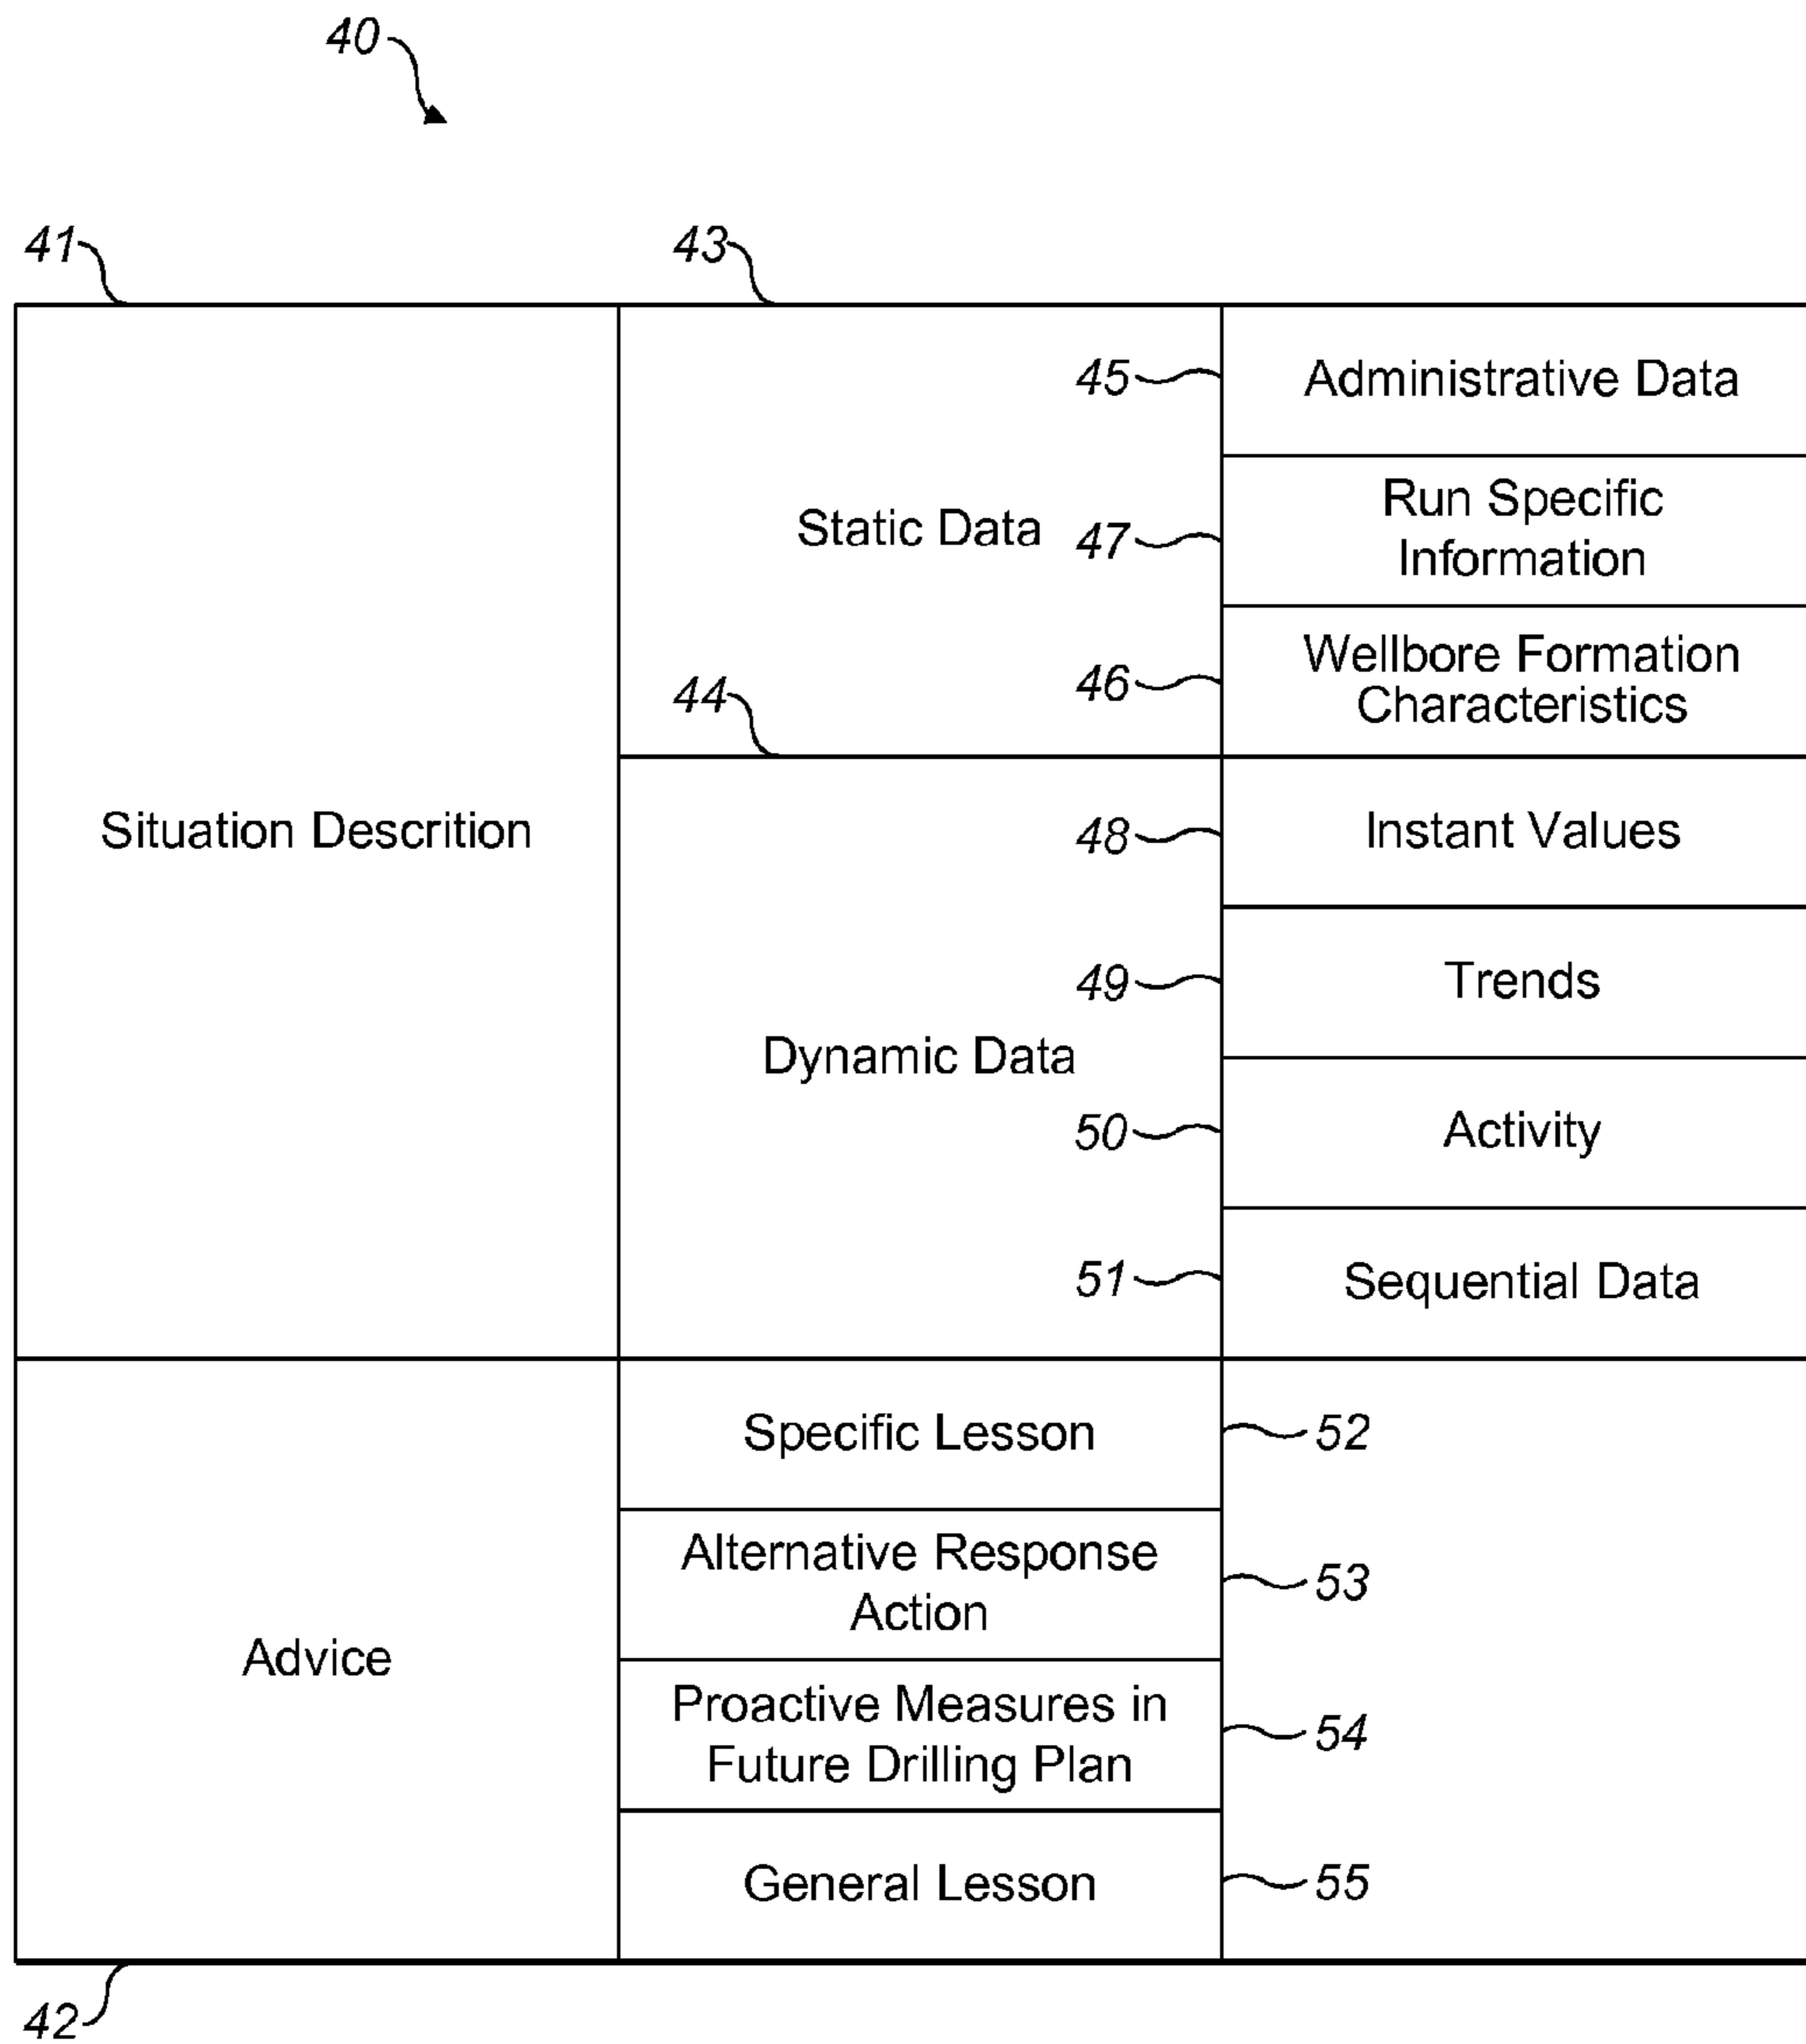 40
41
43
45
Administrative Data
Run Specific
Information
Static Data
47
46
Wellbore Formation
Characteristics
44
Situation Descrition
48
Instant Values
49
Trends
Dynamic Data
50
Activity
51
Sequential Data
Specific Lesson
52
Alternative Response
Action
53
Advice
Proactive Measures in
Future Drilling Plan
54
General Lesson
55
42